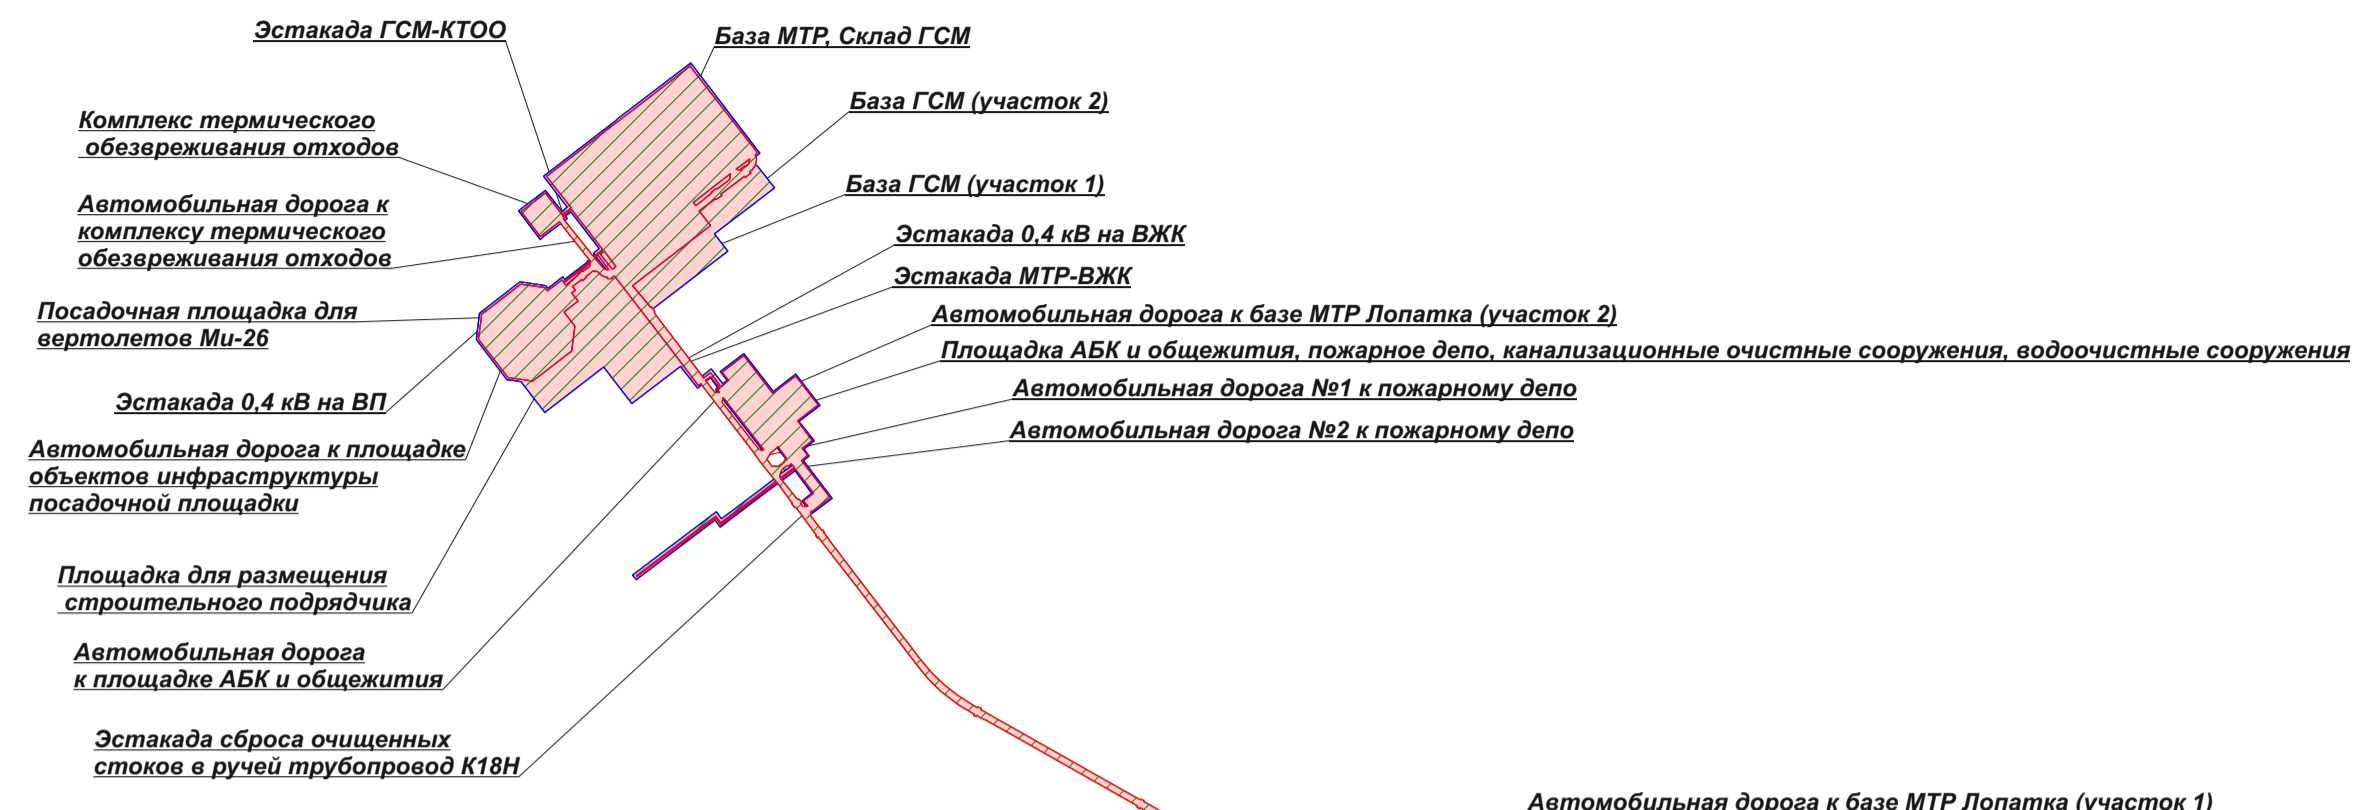 Эстакада ГСМ-КТОО
База МТР, Склад ГСМ
База ГСМ (участок 2)
Комплекс термического
обезвреживания отходов
База ГСМ (участок 1)
Автомобильная дорога к
комплексу термического
обезвреживания отходов
Эстакада 0,4 кВ на ВЖК
Эстакада МТР-ВЖК
Посадочная площадка для
вертолетов Ми-26
Автомобильная дорога к базе МТР Лопатка (участок 2)
Площадка АБК и общежития, пожарное депо, канализационные очистные сооружения, водоочистные сооружения
Эстакада 0,4 кВ на ВП
Автомобильная дорога №1 к пожарному депо
Автомобильная дорога №2 к пожарному депо
Автомобильная дорога к площадке
объектов инфраструктуры
посадочной площадки
Площадка для размещения
строительного подрядчика
Автомобильная дорога
к площадке АБК и общежития
Эстакада сброса очищенных
стоков в ручей трубопровод К18Н
Автомобильная дорога к базе МТР Лопатка (участок 1)